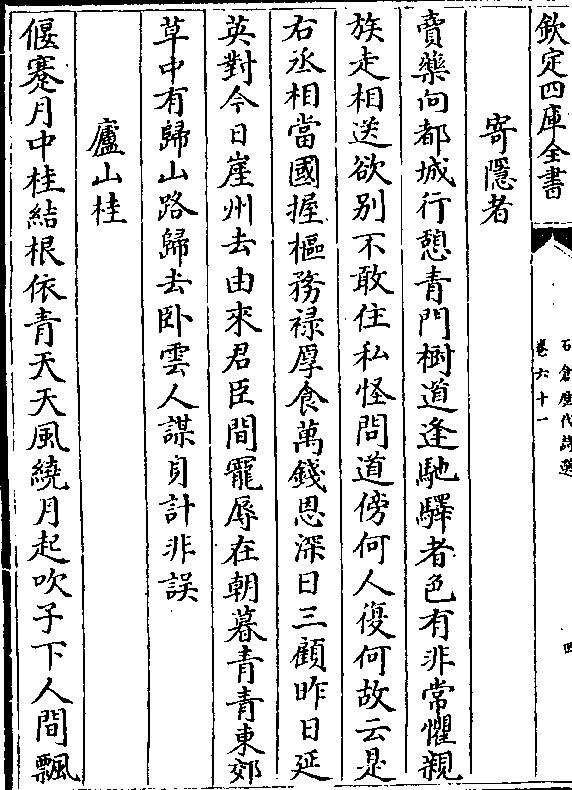 欽定四庫全書
石倉歷代詩選
卷六十一
四
寄隱者
賣藥向都城行憩青門樹道逢馳驛者色有非常懼親
族走相送欲别不敢住私怪問道傍何人復何故云是
右丞相當國握樞務祿厚食萬錢恩深日三顧昨日延
英對今日崖州去由來君臣間寵辱在朝暮青青東郊
草中有歸山路歸去卧雲人謀身計非誤
廬山桂
偃蹇月中桂結根依青天天風繞月起吹子下人間飄